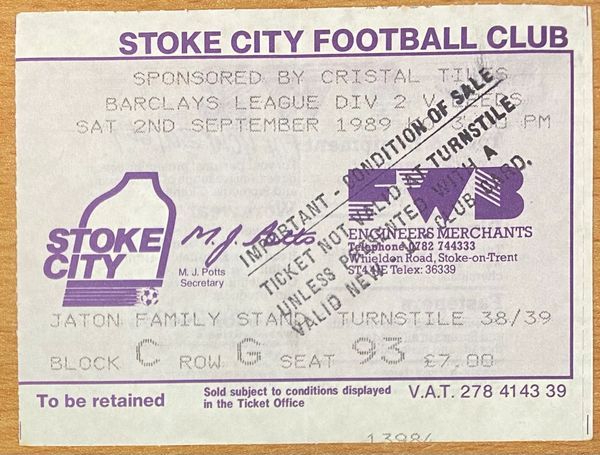 STOKE CITY FOOTBALL CLUB
SPONSORED BY CRISTAL TILES
BARCLAYS LEAGUE DIV 2 V LEEDS
SAT 2ND SEPTEMBER 1989 PM
IMPORTANT - CONDITION OF SALE
TICKET NOT VALID AT TURNSTILE
UNLESS PRESENTED WITH A
VALID NEW CLUB CARD.
STOKE
CITY
M. J. Potts
M. J. Potts
Secretary
FWB
ENGINEERS MERCHANTS
Telephone 0782 744333
Whieldon Road, Stoke-on-Trent
ST4 4JE Telex: 36339
JATON FAMILY STAND TURNSTILE 38/39
BLOCK C ROW G SEAT 93 £7.00
To be retained
Sold subject to conditions displayed
in the Ticket Office
V.A.T. 278 4143 39